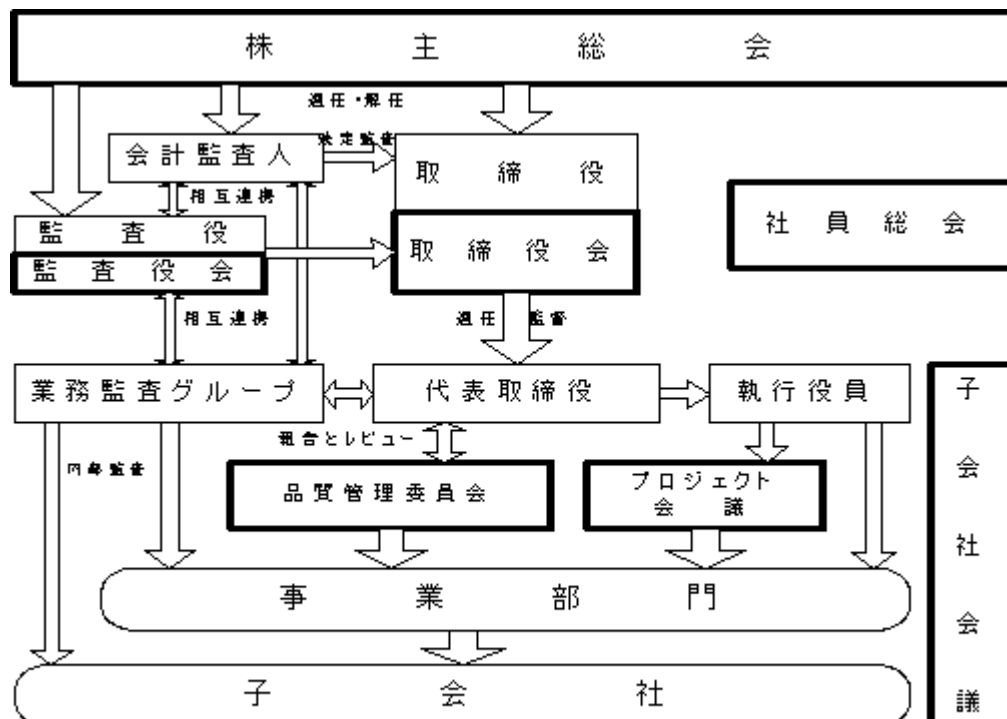 株主総会
選任・解任
会計監査人
決定監査
取締役
相互連携
社員総会
監査役
取締役会
監査役会
相互連携
選任 監督
業務監査グループ
代表取締役
執行役員
子会社会議
報告とレビュー
内部監査
品質管理委員会
プロジェクト
会議
事業部門
子会社